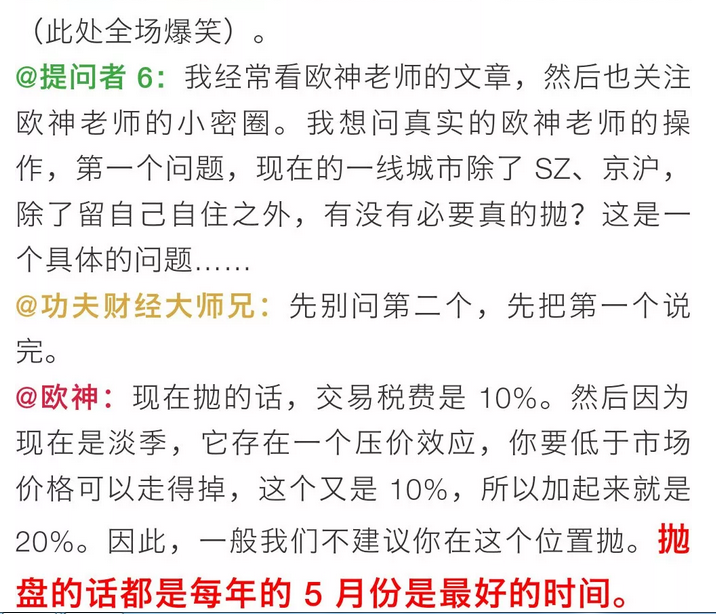 （此处全场爆笑）。
@提问者 6：我经常看欧神老师的文章，然后也关注
欧神老师的小密圈。我想问真实的欧神老师的操
作，第一个问题，现在的一线城市除了 SZ、京沪，
除了留自己自住之外，有没有必要真的抛？这是一
个具体的问题……
@功夫财经大师兄：先别问第二个，先把第一个说
完。
@欧神：现在抛的话，交易税费是 10%。然后因为
现在是淡季，它存在一个压价效应，你要低于市场
价格可以走得掉，这个又是 10%，所以加起来就是
20%。因此，一般我们不建议你在这个位置抛。抛
盘的话都是每年的 5 月份是最好的时间。